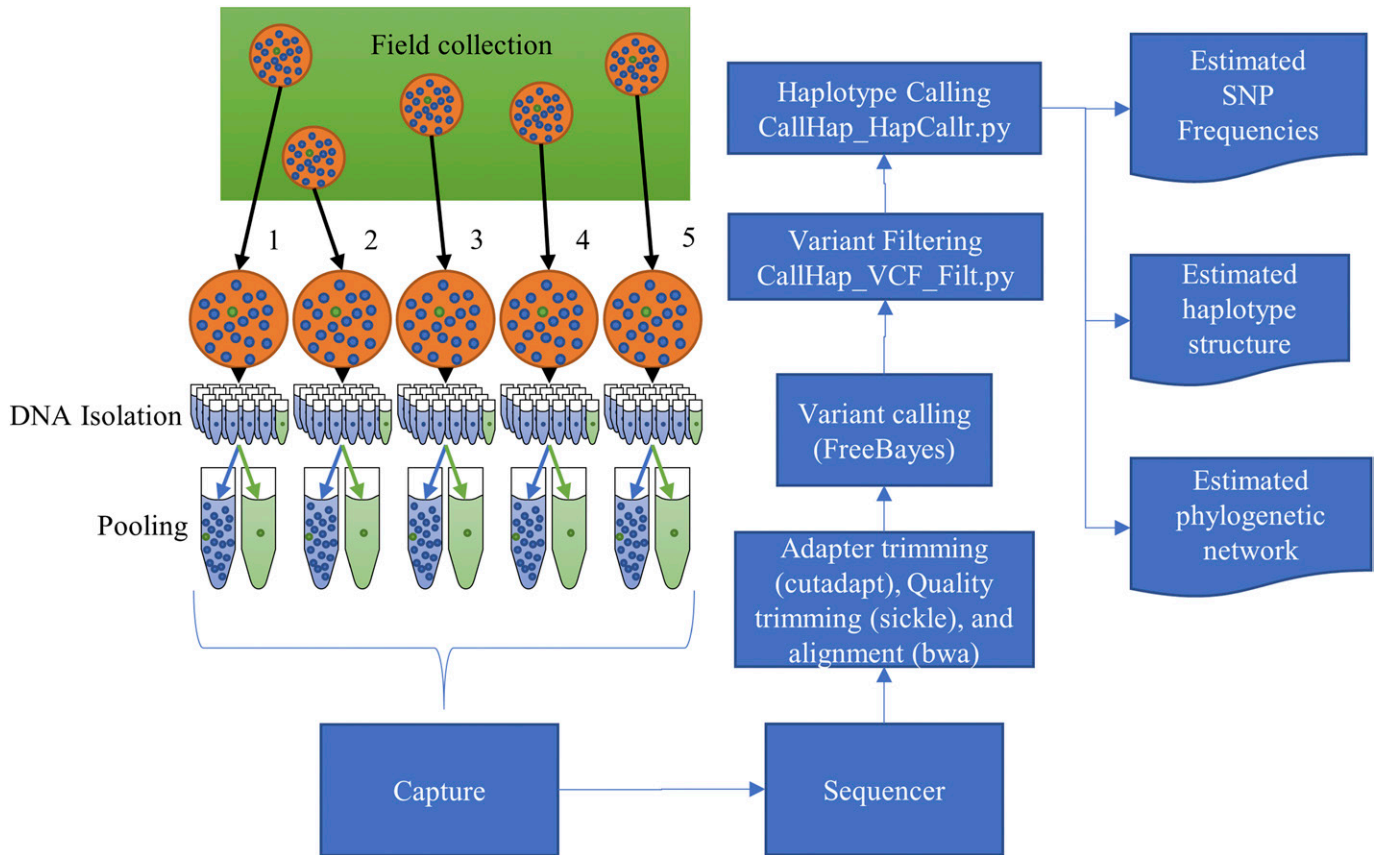 Field collection
1
2
3
4
5
DNA Isolation
Pooling
Capture
Sequencer
Adapter trimming
(cutadapt), Quality
trimming (sickle), and
alignment (bwa)
Variant calling
(FreeBayes)
Variant Filtering
CallHap_VCF_Filt.py
Haplotype Calling
CallHap_HapCallr.py
Estimated
SNP
Frequencies
Estimated
haplotype
structure
Estimated
phylogenetic
network